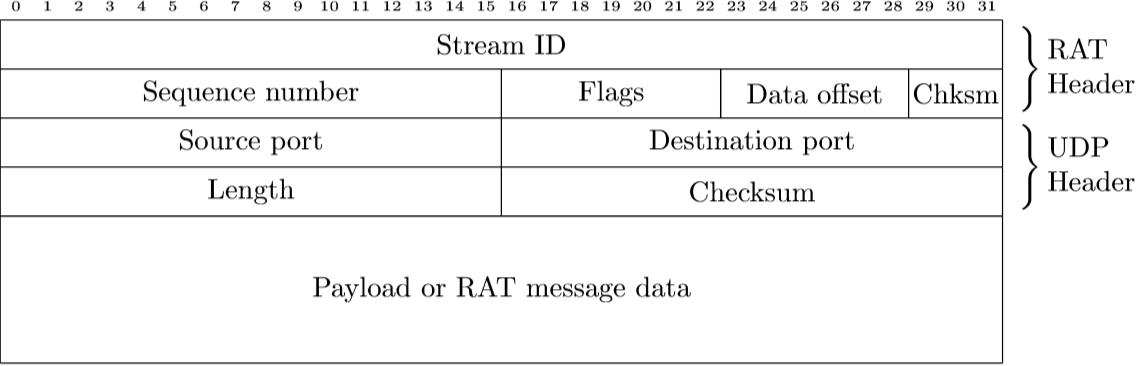 0 1 2 3 4 5 6 7 8 9 10 11 12 13 14 15 16 17 18 19 20 21 22 23 24 25 26 27 28 29 30 31
Stream ID
RAT
Header
Sequence number Flags Data offset Chksm
Source port Destination port
UDP
Header
Length Checksum
Payload or RAT message data